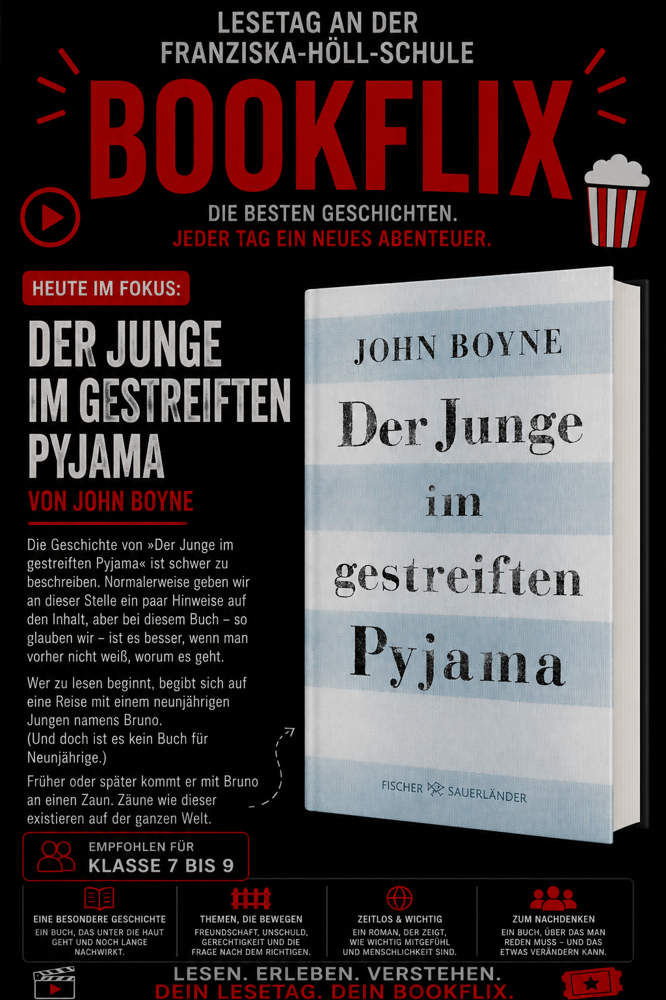 LESETAG AN DER
FRANZISKA-HÖLL-SCHULE
BOOKFLIX
DIE BESTEN GESCHICHTEN.
JEDER TAG EIN NEUES ABENTEUER.
HEUTE IM FOKUS:
DER JUNGE
IM GESTREIFTEN
PYJAMA
VON JOHN BOYNE
Die Geschichte von »Der Junge im
gestreiften Pyjama« ist schwer zu
beschreiben. Normalerweise geben wir
an dieser Stelle ein paar Hinweise auf
den Inhalt, aber bei diesem Buch – so
glauben wir – ist es besser, wenn man
vorher nicht weiß, worum es geht.
Wer zu lesen beginnt, begibt sich auf
eine Reise mit einem neunjährigen
Jungen namens Bruno.
(Und doch ist es kein Buch für
Neunjährige.)
Früher oder später kommt er mit Bruno
an einen Zaun. Zäune wie dieser
existieren auf der ganzen Welt.
JOHN BOYNE
Der Junge
im
gestreiften
Pyjama
FISCHER SAUERLÄNDER
EMPFOHLEN FÜR
KLASSE 7 BIS 9
EINE BESONDERE GESCHICHTE
EIN BUCH, DAS UNTER DIE HAUT
GEHT UND NOCH LANGE
NACHWIRKT.
THEMEN, DIE BEWEGEN
FREUNDSCHAFT, UNSCHULD,
GERECHTIGKEIT UND DIE
FRAGE NACH DEM RICHTIGEN.
ZEITLOS & WICHTIG
EIN ROMAN, DER ZEIGT,
WIE WICHTIG MITGEFÜHL
UND MENSCHLICHKEIT SIND.
ZUM NACHDENKEN
EIN BUCH, ÜBER DAS MAN
REDEN MUSS – UND DAS
ETWAS VERÄNDERN KANN.
LESEN. ERLEBEN. VERSTEHEN.
DEIN LESETAG. DEIN BOOKFLIX.